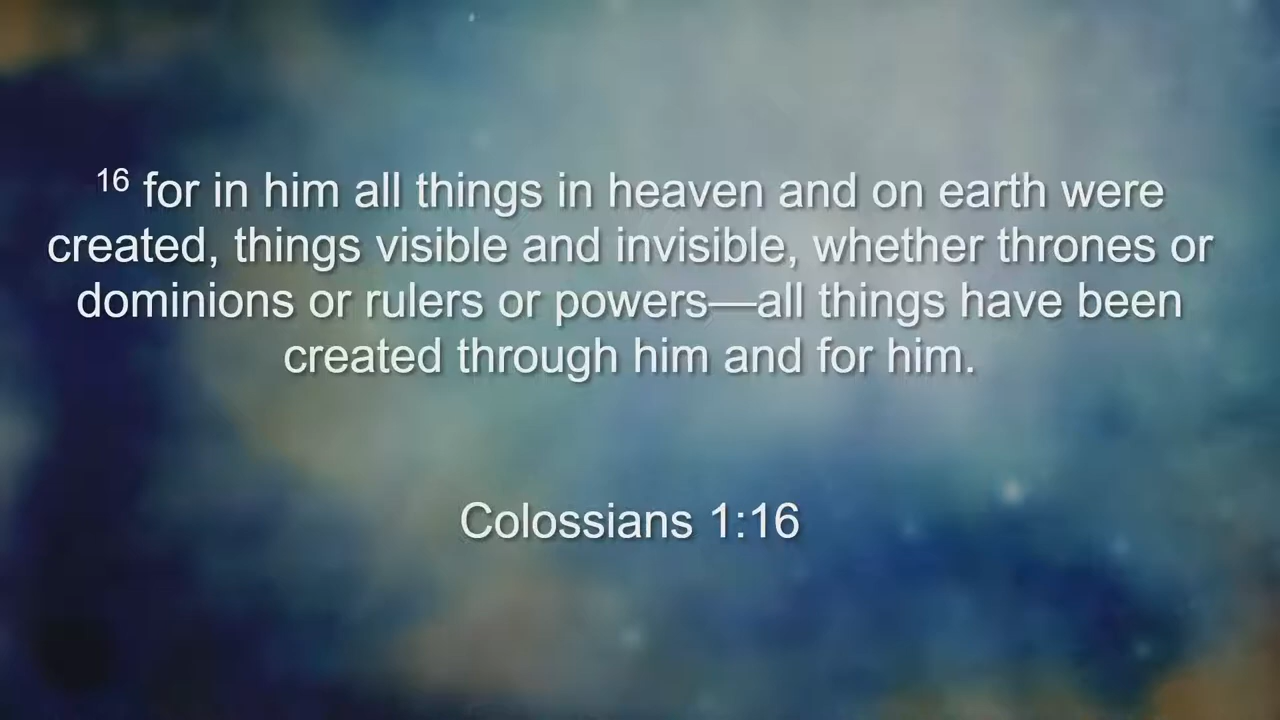 16 for in him all things in heaven and on earth were
created, things visible and invisible, whether thrones or
dominions or rulers or powers—all things have been
created through him and for him.
Colossians 1:16